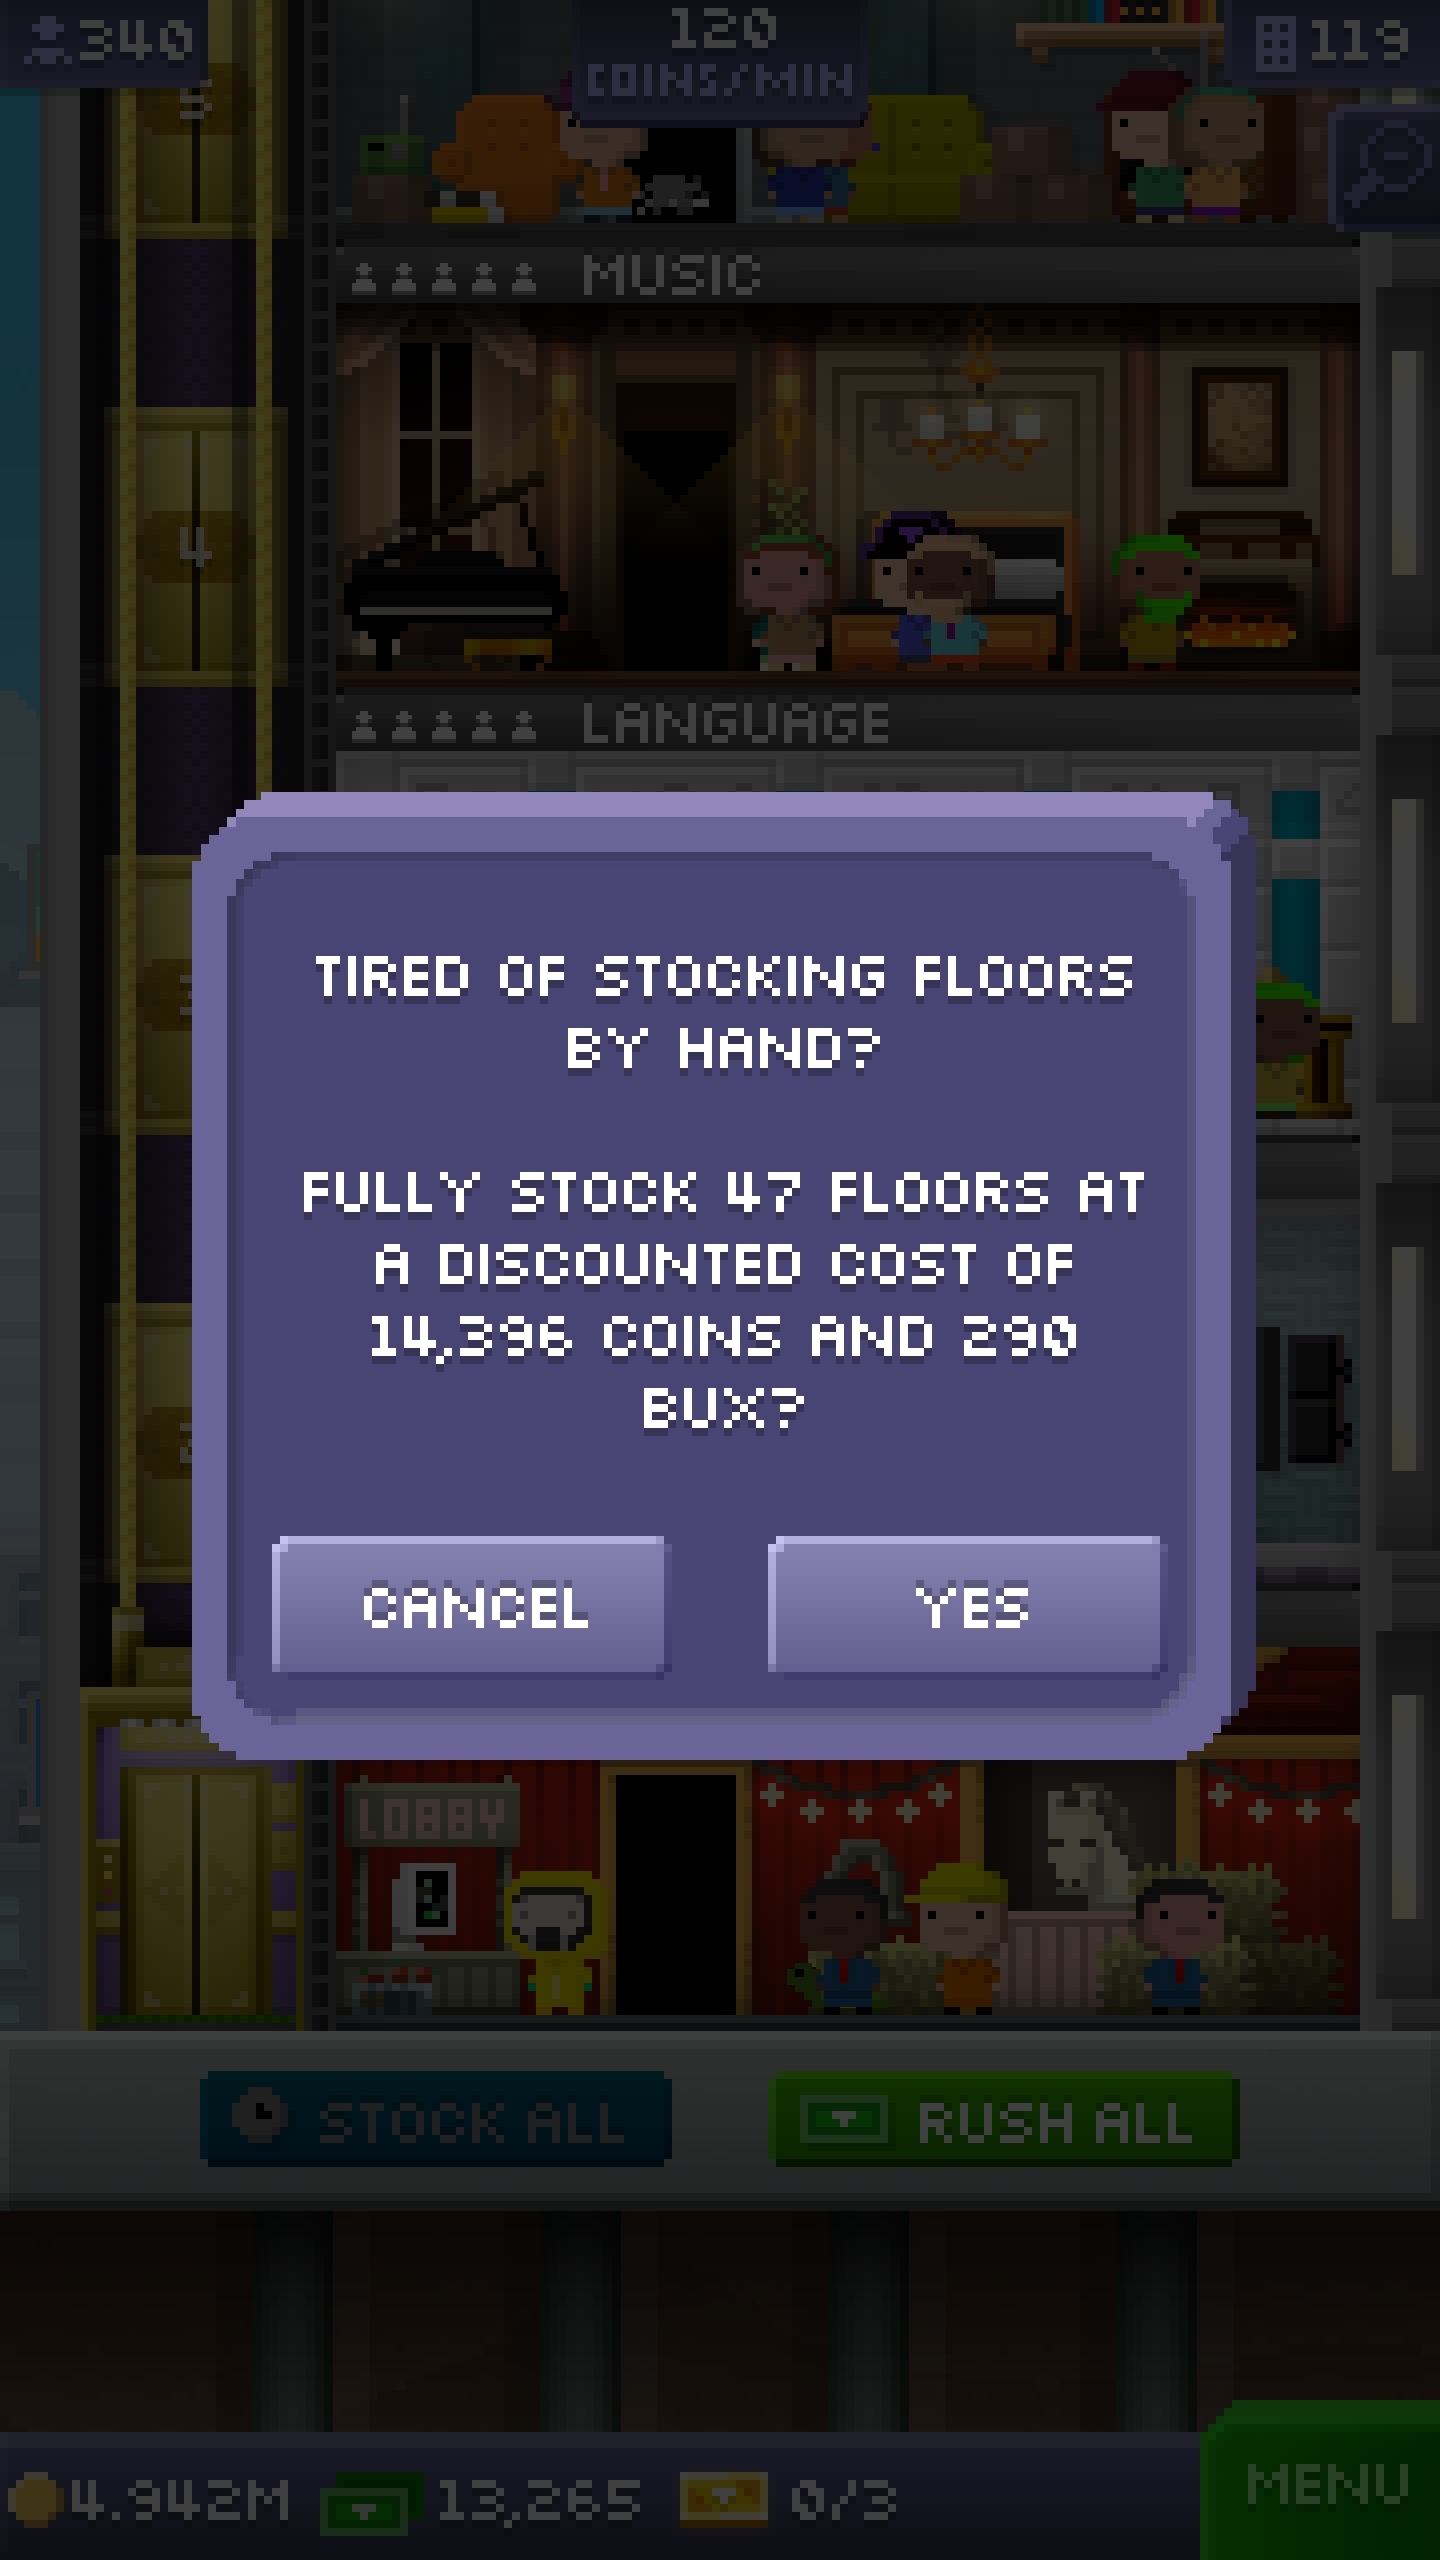 340
120
COINS/MIN
119
5
MUSIC
4
LANGUAGE
TIRED OF STOCKING FLOORS
BY HAND?
FULLY STOCK 47 FLOORS AT
A DISCOUNTED COST OF
14,396 COINS AND 290
BUX?
CANCEL
YES
LOBBY
STOCK ALL
RUSH ALL
4.942M
13,265
0/3
MENU